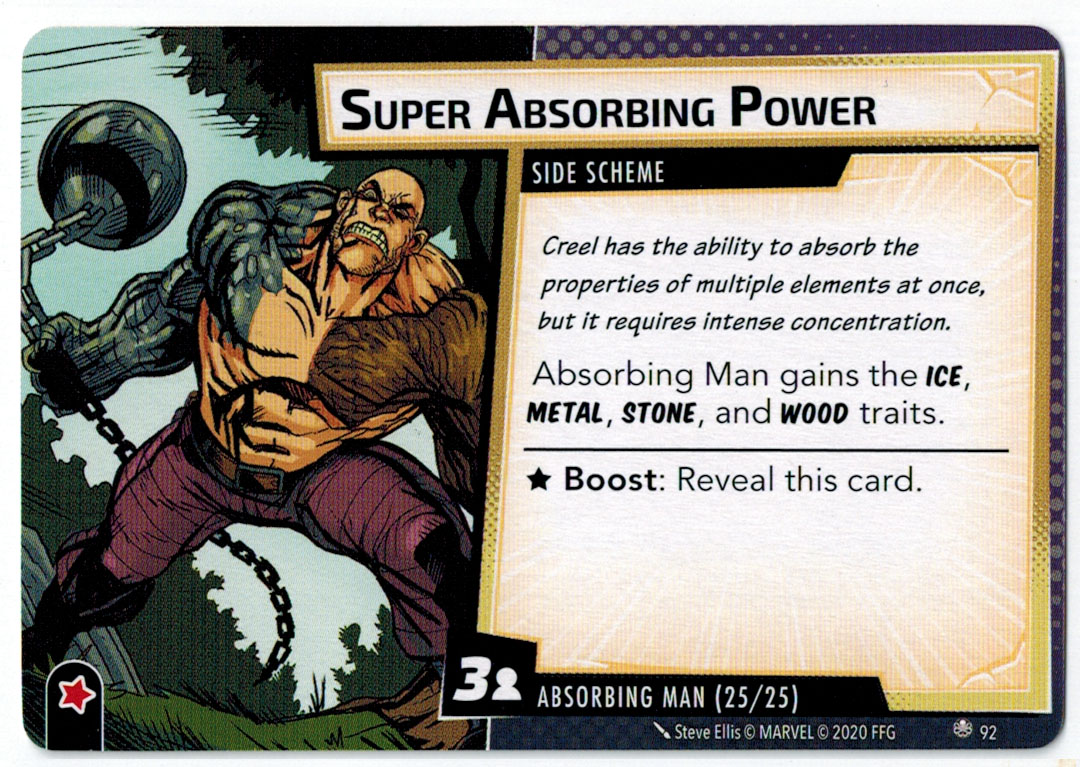 SUPER ABSORBING POWER
SIDE SCHEME
Creel has the ability to absorb the
properties of multiple elements at once,
but it requires intense concentration.
Absorbing Man gains the ICE,
METAL, STONE, and WOOD traits.
★ Boost: Reveal this card.
3
ABSORBING MAN (25/25)
Steve Ellis © MARVEL © 2020 FFG
92